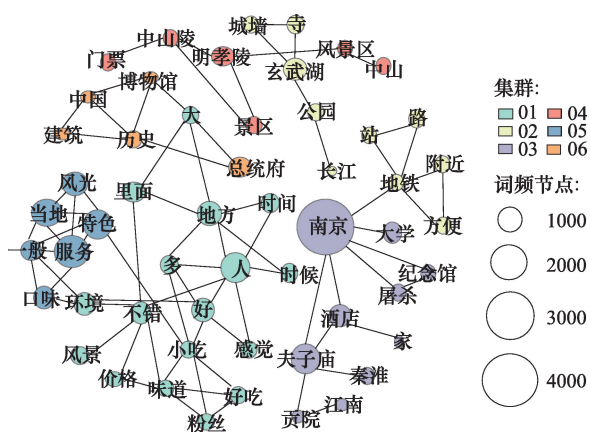 城墙
寺
中山陵
明孝陵
风景区
门票
玄武湖
中山
博物馆
中国
大
公园
景区
建筑
历史
站
路
总统府
长江
附近
风光
里面
地铁
当地
特色
地方
时间
南京
大学
方便
一般
服务
多
人
时候
纪念馆
口味
环境
不错
好
屠杀
酒店
风景
小吃
感觉
家
夫子庙
价格
味道
好吃
秦淮
粉丝
贡院
江南
集群:
01
04
02
05
03
06
词频节点:
1000
2000
3000
4000